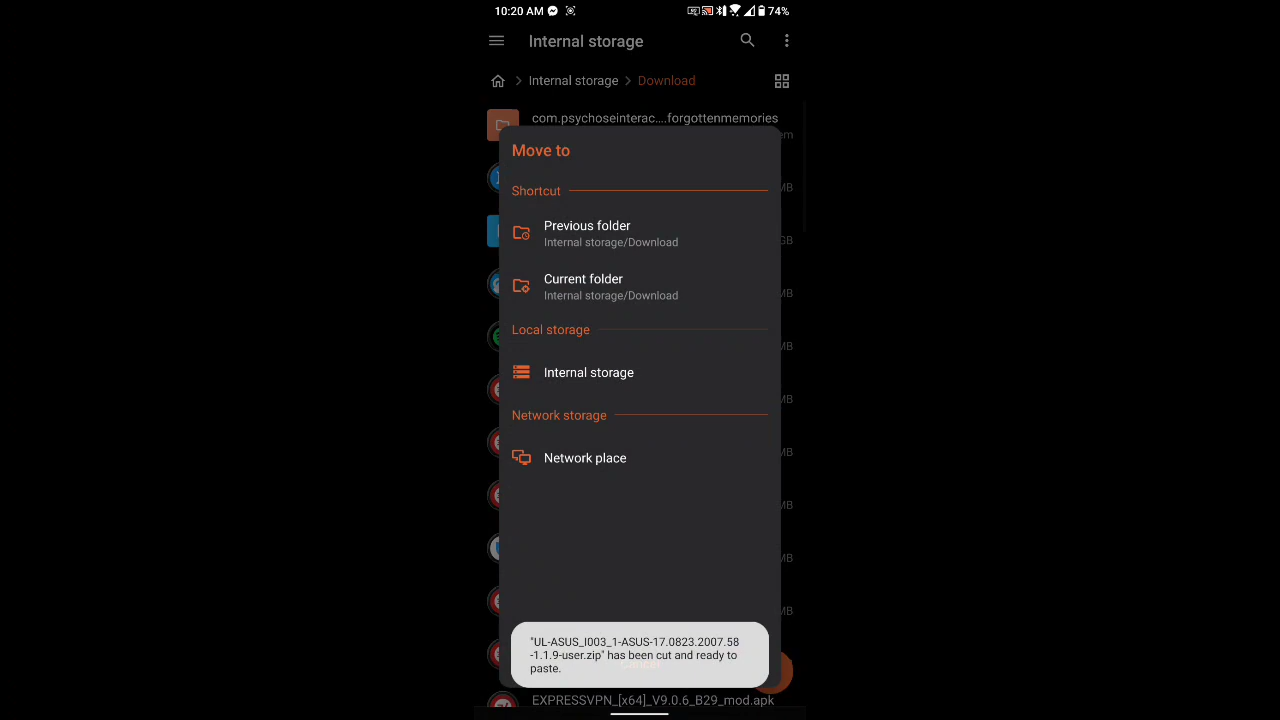 10:20 AM
74%
Internal storage
Internal storage
Download
com.psychoseinterac....forgottenmemories
Move to
Shortcut
Previous folder
Internal storage/Download
Current folder
Internal storage/Download
Local storage
Internal storage
Network storage
Network place
"UL-ASUS_I003_1-ASUS-17.0823.2007.58
-1.1.9-user.zip" has been cut and ready to
paste.
EXPRESSVPN_[x64]_V9.0.6_B29_mod.apk